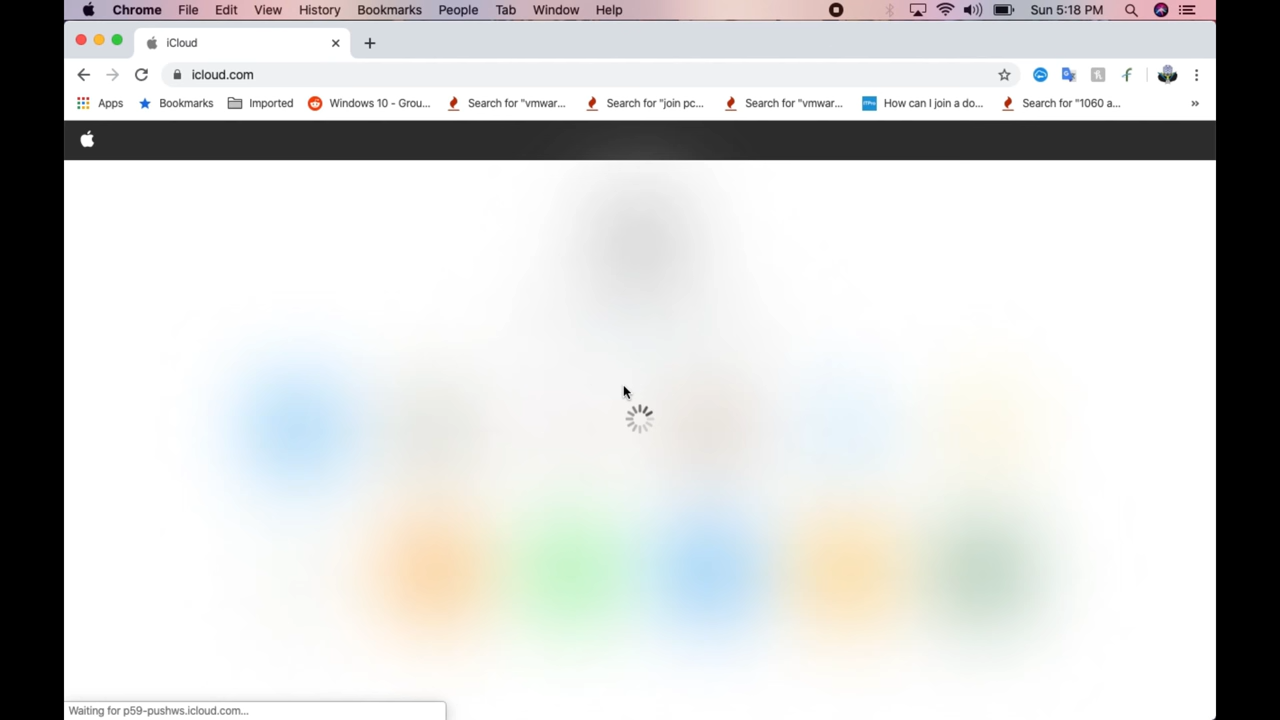 Chrome File Edit View History Bookmarks People Tab Window Help Sun 5:18 PM
iCloud
icloud.com
Apps Bookmarks Imported Windows 10 - Grou... Search for "vmwar... Search for "join pc... Search for "vmwar... How can I join a do... Search for "1060 a... »
Waiting for p59-pushws.icloud.com...